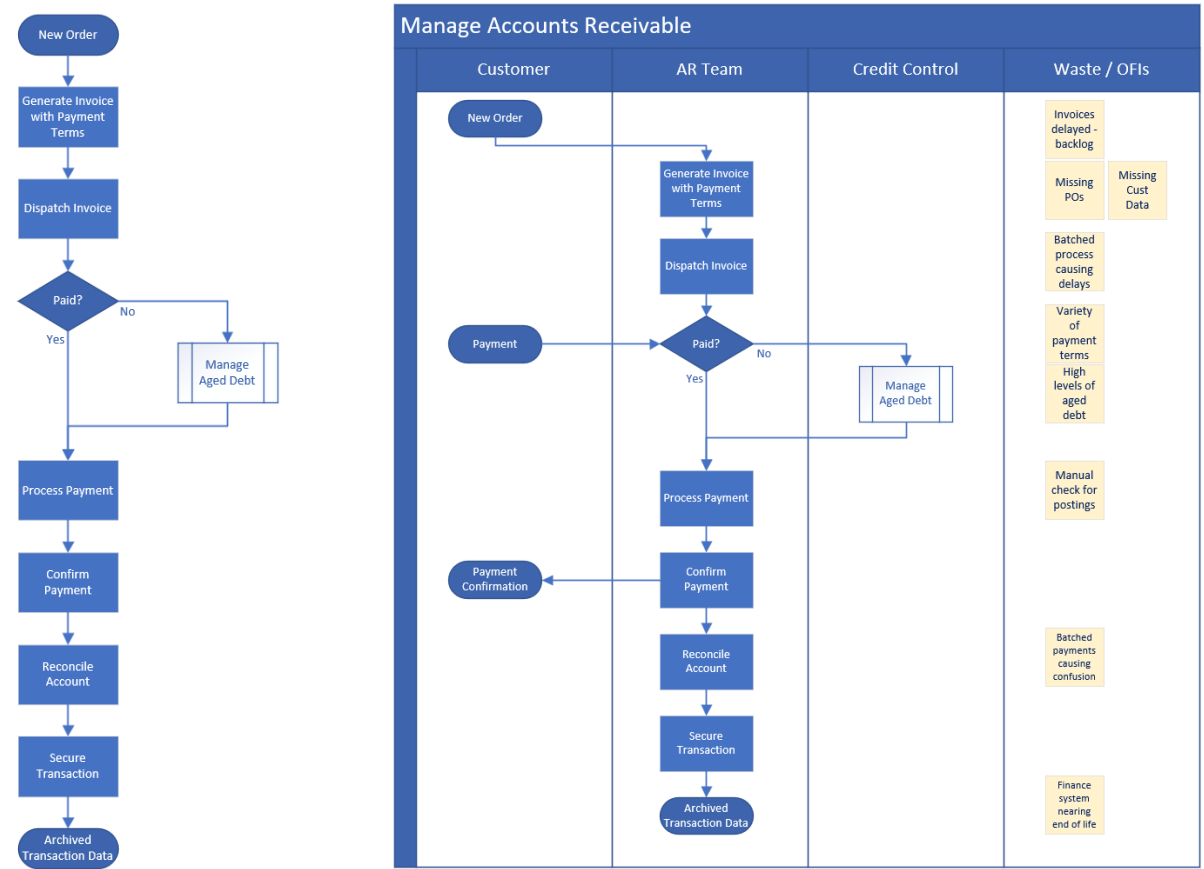 New Order
Generate Invoice
with Payment
Terms
Dispatch Invoice
Paid?
No
Yes
Manage
Aged Debt
Process Payment
Confirm
Payment
Reconcile
Account
Secure
Transaction
Archived
Transaction Data
Manage Accounts Receivable
Customer
AR Team
Credit Control
Waste / OFIs
New Order
Invoices
delayed -
backlog
Generate Invoice
with Payment
Terms
Missing
POs
Missing
Cust
Data
Dispatch Invoice
Batched
process
causing
delays
Payment
Paid?
No
Yes
Variety
of
payment
terms
Manage
Aged Debt
High
levels of
aged
debt
Process Payment
Manual
check for
postings
Payment
Confirmation
Confirm
Payment
Reconcile
Account
Batched
payments
causing
confusion
Secure
Transaction
Archived
Transaction Data
Finance
system
nearing
end of life